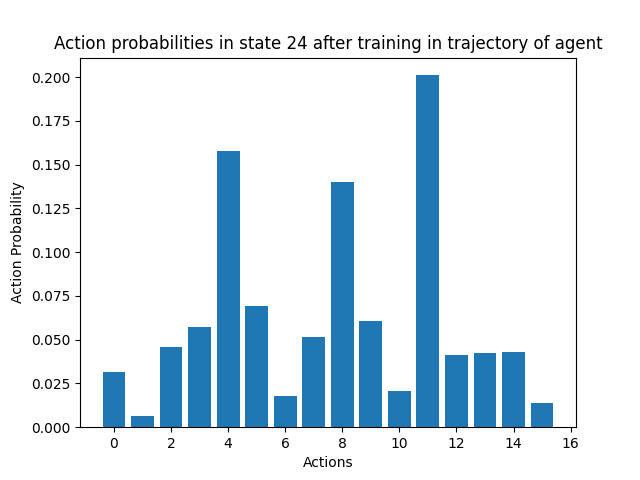 Action probabilities in state 24 after training in trajectory of agent
0.200
0.175
0.150
0.125
0.100
0.075
0.050
0.025
0.000
Action Probability
0 2 4 6 8 10 12 14 16
Actions